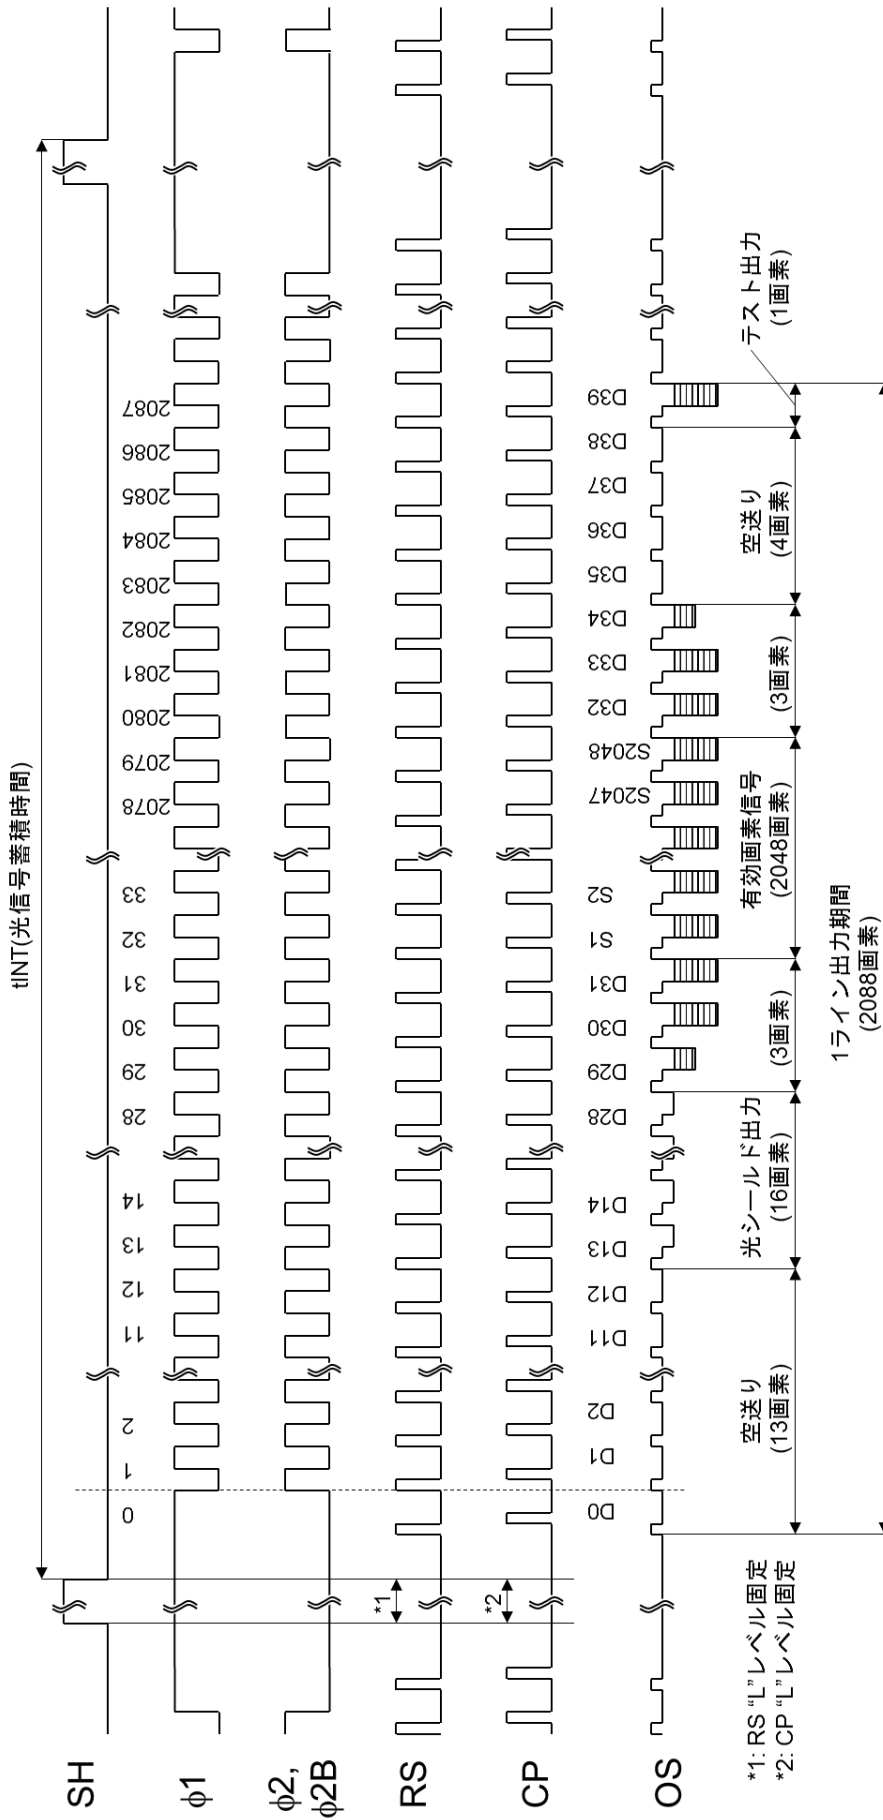 tINT(光信号蓄積時間)
SH
0 1 2 11 12 13 14 28 29 30 31 32 33 2078 2079 2080 2081 2082 2083 2084 2085 2086 2087
ϕ1
ϕ2,
ϕ2B
RS
*1
CP
*2
D0 D1 D2 D11 D12 D13 D14 D28 D29 D30 D31 S1 S2 S2047 S2048 D32 D33 D34 D35 D36 D37 D38 D39
OS
空送り
(13画素)
光シールド出力
(16画素)
(3画素)
有効画素信号
(2048画素)
(3画素)
空送り
(4画素)
テスト出力
(1画素)
1ライン出力期間
(2088画素)
*1: RS “L”レベル固定
*2: CP “L”レベル固定